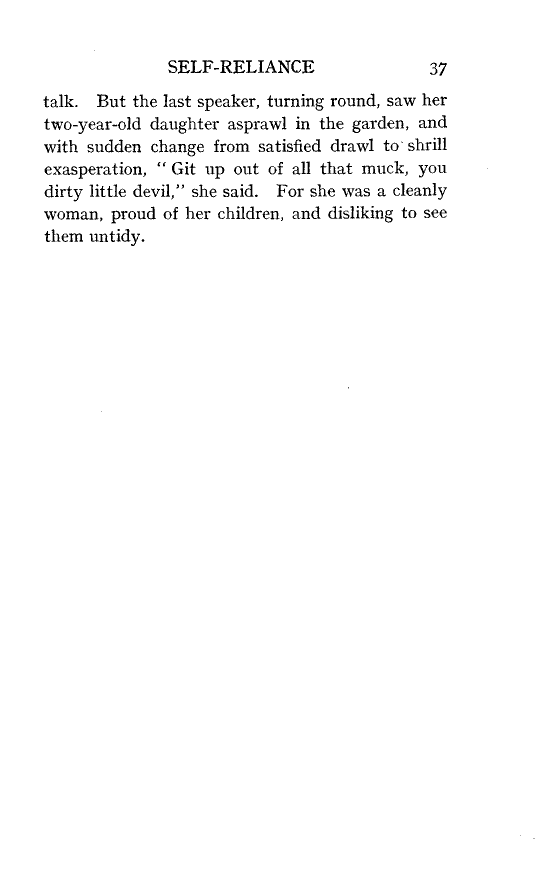 SELF-RELIANCE 37
talk. But the last speaker, turning round, saw her
two-year-old daughter asprawl in the garden, and
with sudden change from satisfied drawl to shrill
exasperation, “ Git up out of all that muck, you
dirty little devil,” she said. For she was a cleanly
woman, proud of her children, and disliking to see
them untidy.